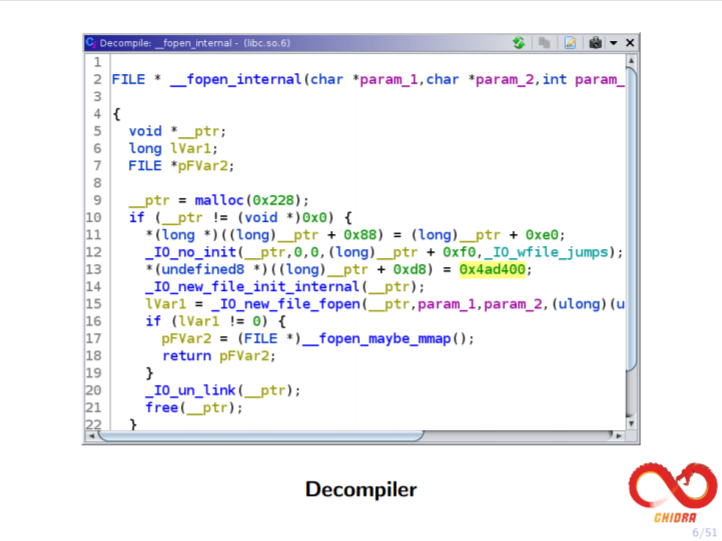 Decompile: __fopen_internal - (libc.so.6)
1
2 FILE * __fopen_internal(char *param_1,char *param_2,int param_
3
4 {
5   void *__ptr;
6   long lVar1;
7   FILE *pFVar2;
8
9   __ptr = malloc(0x228);
10   if (__ptr != (void *)0x0) {
11     *(long *)((long)__ptr + 0x88) = (long)__ptr + 0xe0;
12     _IO_no_init(__ptr,0,0,(long)__ptr + 0xf0,_IO_wfile_jumps);
13     *(undefined8 *)((long)__ptr + 0xd8) = 0x4ad400;
14     _IO_new_file_init_internal(__ptr);
15     lVar1 = _IO_new_file_fopen(__ptr,param_1,param_2,(ulong)(u
16     if (lVar1 != 0) {
17       pFVar2 = (FILE *)__fopen_maybe_mmap();
18       return pFVar2;
19     }
20     _IO_un_link(__ptr);
21     free(__ptr);
22   }
Decompiler
GHIDRA
6/51